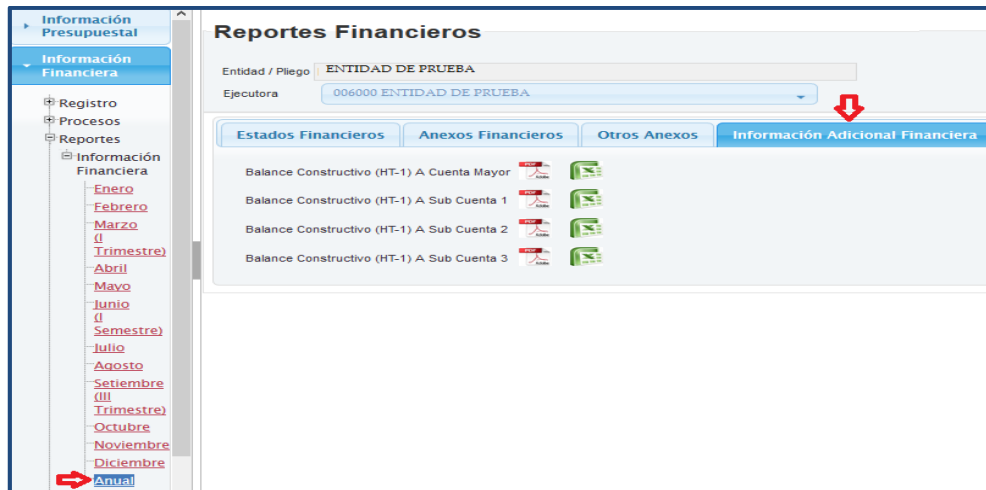 Información
Presupuestal
Información
Financiera
Registro
Procesos
Reportes
Información
Financiera
Enero
Febrero
Marzo
(I
Trimestre)
Abril
Mayo
Junio
(I
Semestre)
Julio
Agosto
Setiembre
(III
Trimestre)
Octubre
Noviembre
Diciembre
Anual
Reportes Financieros
Entidad / Pliego ENTIDAD DE PRUEBA
Ejecutora 006000 ENTIDAD DE PRUEBA
Estados Financieros Anexos Financieros Otros Anexos Información Adicional Financiera
Balance Constructivo (HT-1) A Cuenta Mayor
Balance Constructivo (HT-1) A Sub Cuenta 1
Balance Constructivo (HT-1) A Sub Cuenta 2
Balance Constructivo (HT-1) A Sub Cuenta 3